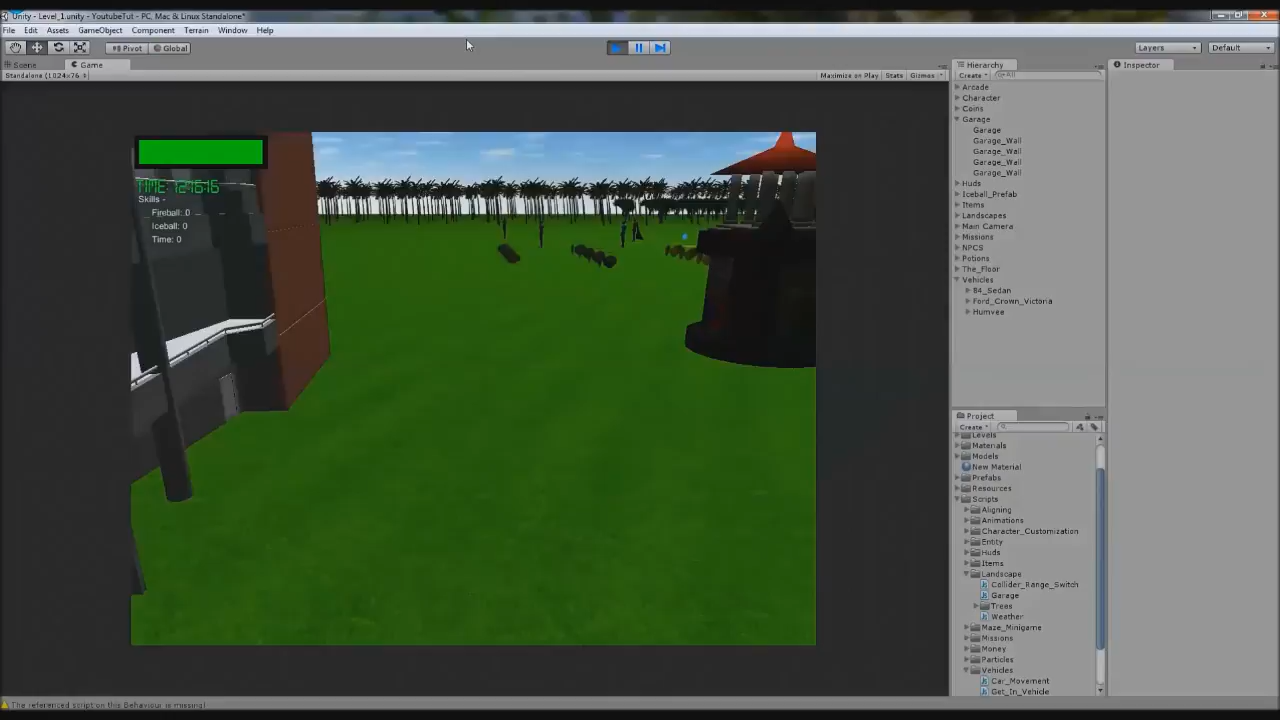 Unity - Level_1.unity - YoutubeTut - PC, Mac & Linux Standalone*
File Edit Assets GameObject Component Terrain Window Help
Pivot Global
Layers Default
Scene Game
Standalone (1024x76
Maximize on Play Stats Gizmos
Hierarchy
Create All
Arcade
Character
Coins
Garage
Garage
Garage_Wall
Garage_Wall
Garage_Wall
Garage_Wall
Huds
Iceball_Prefab
Items
Landscapes
Main Camera
Missions
NPCS
Potions
The_Floor
Vehicles
84_Sedan
Ford_Crown_Victoria
Humvee
Inspector
Skills -
Fireball: 0
Iceball: 0
Time: 0
Project
Create
Levels
Materials
Models
New Material
Prefabs
Resources
Scripts
Aligning
Animations
Character_Customization
Entity
Huds
Items
Landscape
Collider_Range_Switch
Garage
Trees
Weather
Maze_Minigame
Missions
Money
Particles
Vehicles
Car_Movement
Get_In_Vehicle
The referenced script on this Behaviour is missing!